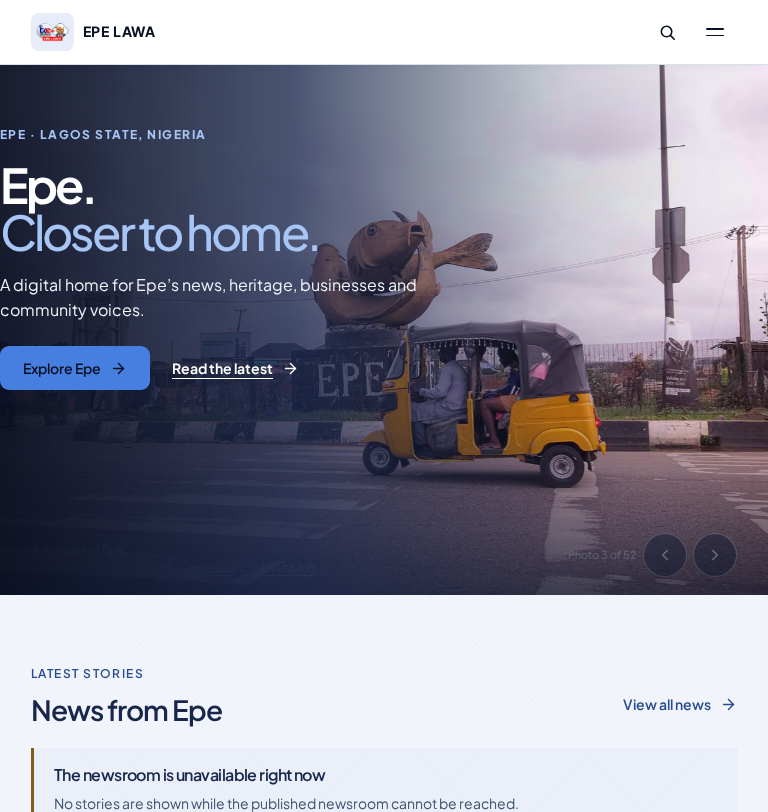 EPE LAWA
EPE · LAGOS STATE, NIGERIA
Epe.
Closer to home.
A digital home for Epe’s news, heritage, businesses and
community voices.
Explore Epe
Read the latest
EPE
Photo 3 of 52
LATEST STORIES
News from Epe
View all news
The newsroom is unavailable right now
No stories are shown while the published newsroom cannot be reached.